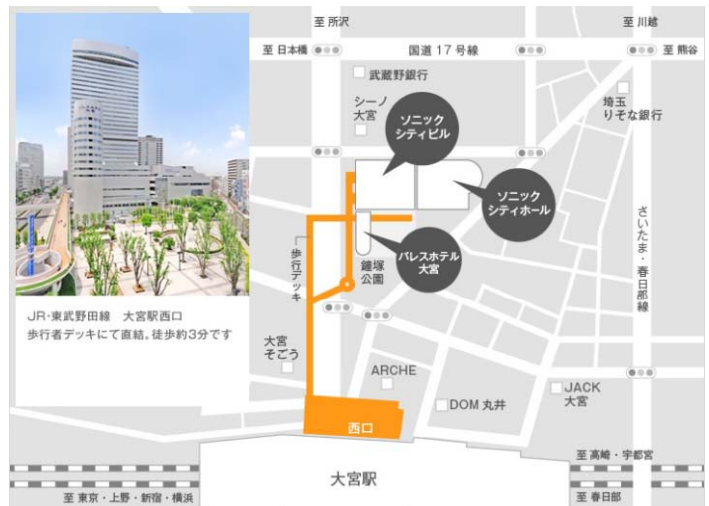 至 所沢
至 川越
至 日本橋
国道 17 号線
至 熊谷
武蔵野銀行
シーノ
大宮
埼玉
りそな銀行
ソニック
シティビル
ソニック
シティホール
パレスホテル
大宮
歩行デッキ
鐘塚
公園
さいたま・春日部線
JR・東武野田線 大宮駅西口
歩行者デッキにて直結。徒歩約3分です
大宮
そごう
ARCHE
DOM 丸井
JACK
大宮
西口
大宮駅
至 高崎・宇都宮
至 東京・上野・新宿・横浜
至 春日部